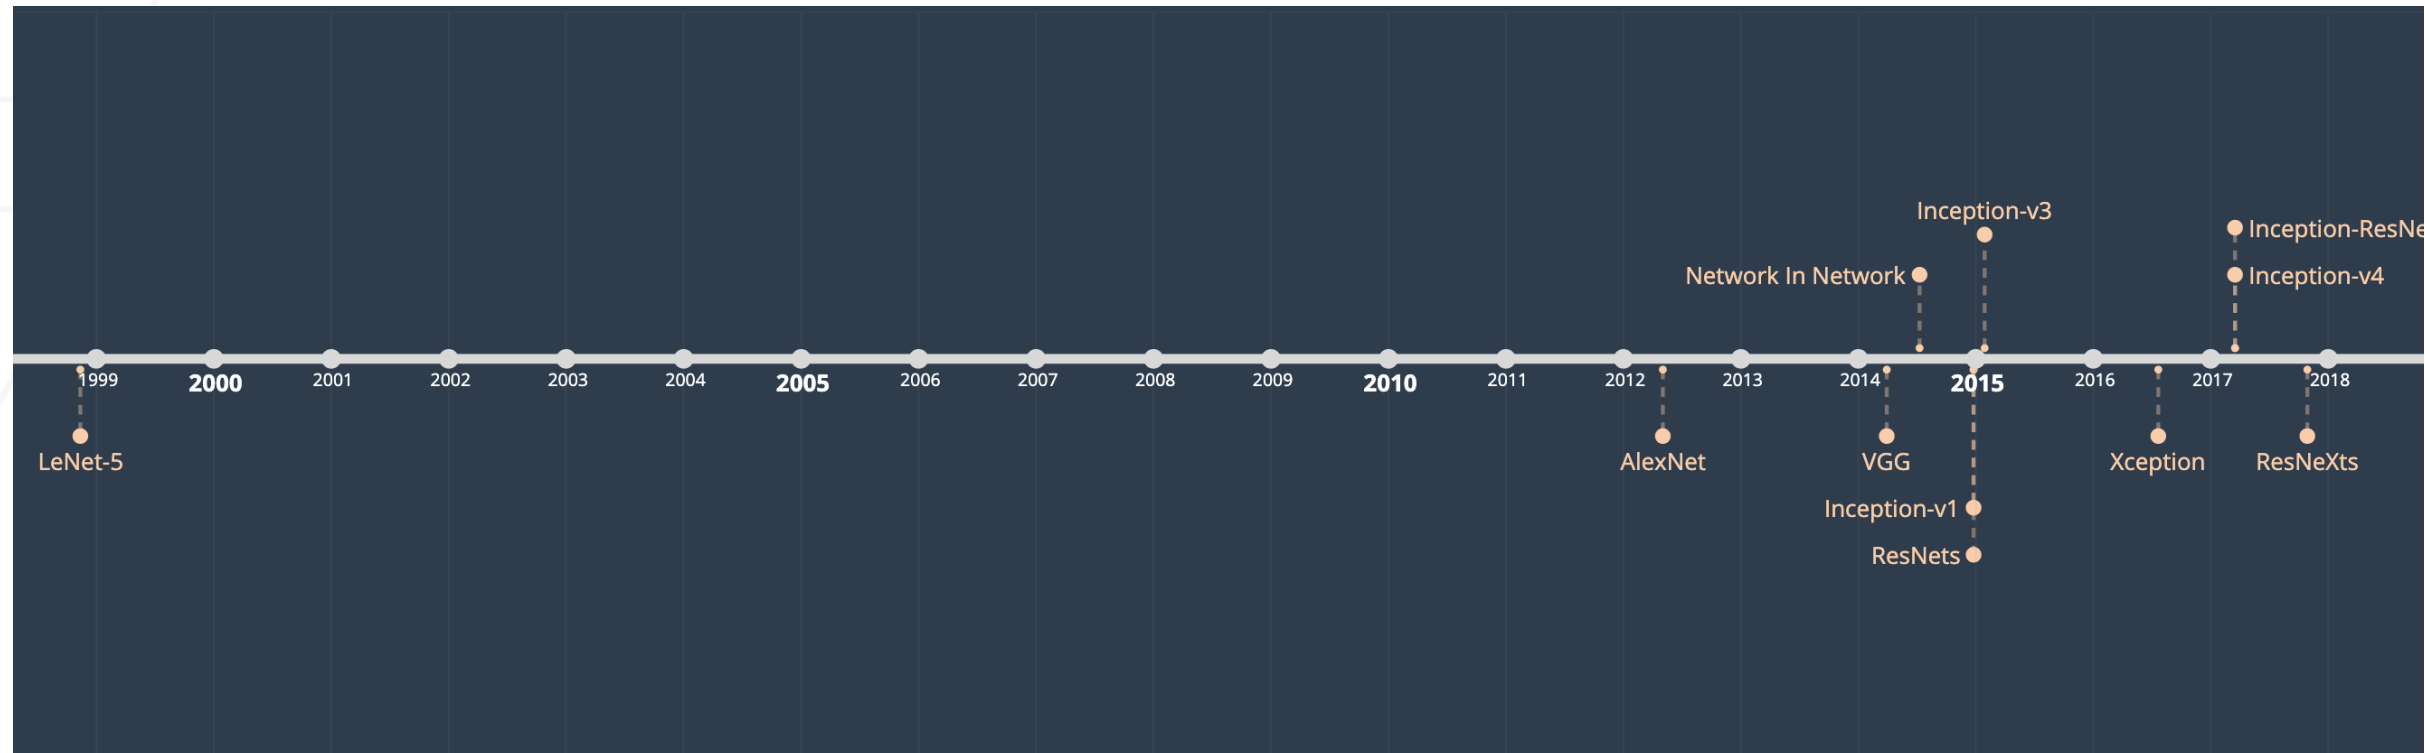 Inception-v3
Inception-ResNe
Network In Network
Inception-v4
1999
2000
2001
2002
2003
2004
2005
2006
2007
2008
2009
2010
2011
2012
2013
2014
2015
2016
2017
2018
LeNet-5
AlexNet
VGG
Xception
ResNeXts
Inception-v1
ResNets